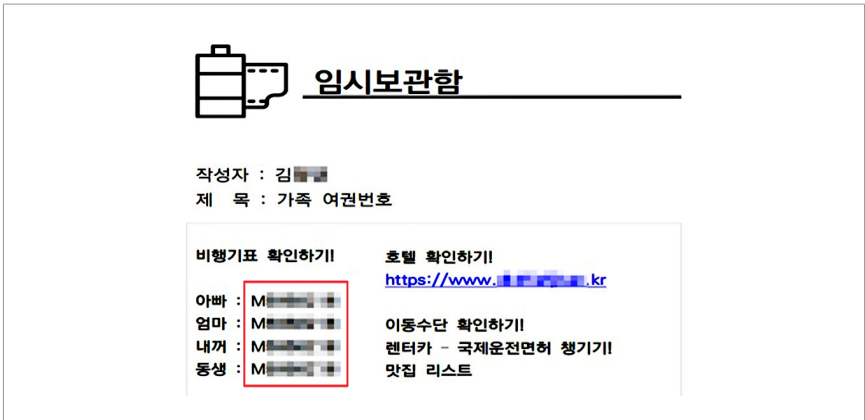 임시보관함
작성자 : 김
제 목 : 가족 여권번호
비행기표 확인하기!
아빠 : M
엄마 : M
내꺼 : M
동생 : M
호텔 확인하기!
https://www. .kr
이동수단 확인하기!
렌터카 - 국제운전면허 챙기기!
맛집 리스트